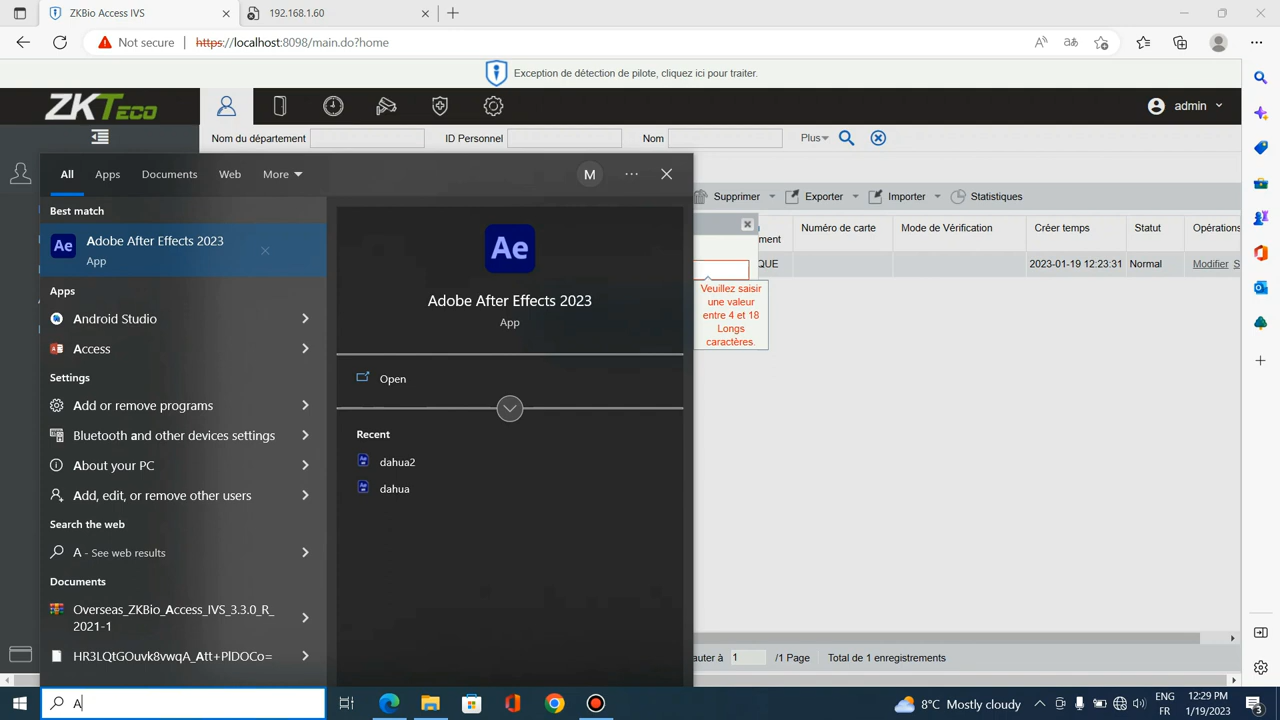 ZKBio Access IVS
192.168.1.60
Not secure
https://localhost:8098/main.do?home
Exception de détection de pilote, cliquez ici pour traiter.
ZKTeco
admin
Nom du département
ID Personnel
Nom
Plus
Supprimer
Exporter
Importer
Statistiques
ment
Numéro de carte
Mode de Vérification
Créer temps
Statut
Opérations
QUE
2023-01-19 12:23:31
Normal
Modifier S
Veuillez saisir
une valeur
entre 4 et 18
Longs
caractères.
All
Apps
Documents
Web
More
M
Best match
Adobe After Effects 2023
App
Apps
Android Studio
Access
Settings
Add or remove programs
Bluetooth and other devices settings
About your PC
Add, edit, or remove other users
Search the web
A - See web results
Documents
Overseas_ZKBio_Access_IVS_3.3.0_R_
2021-1
HR3LQtGOuvk8vwqA_Att+PIDOCo=
Ae
Adobe After Effects 2023
App
Open
Recent
dahua2
dahua
auter à
1
/1 Page
Total de 1 enregistrements
A
8°C Mostly cloudy
ENG
FR
12:29 PM
1/19/2023
3